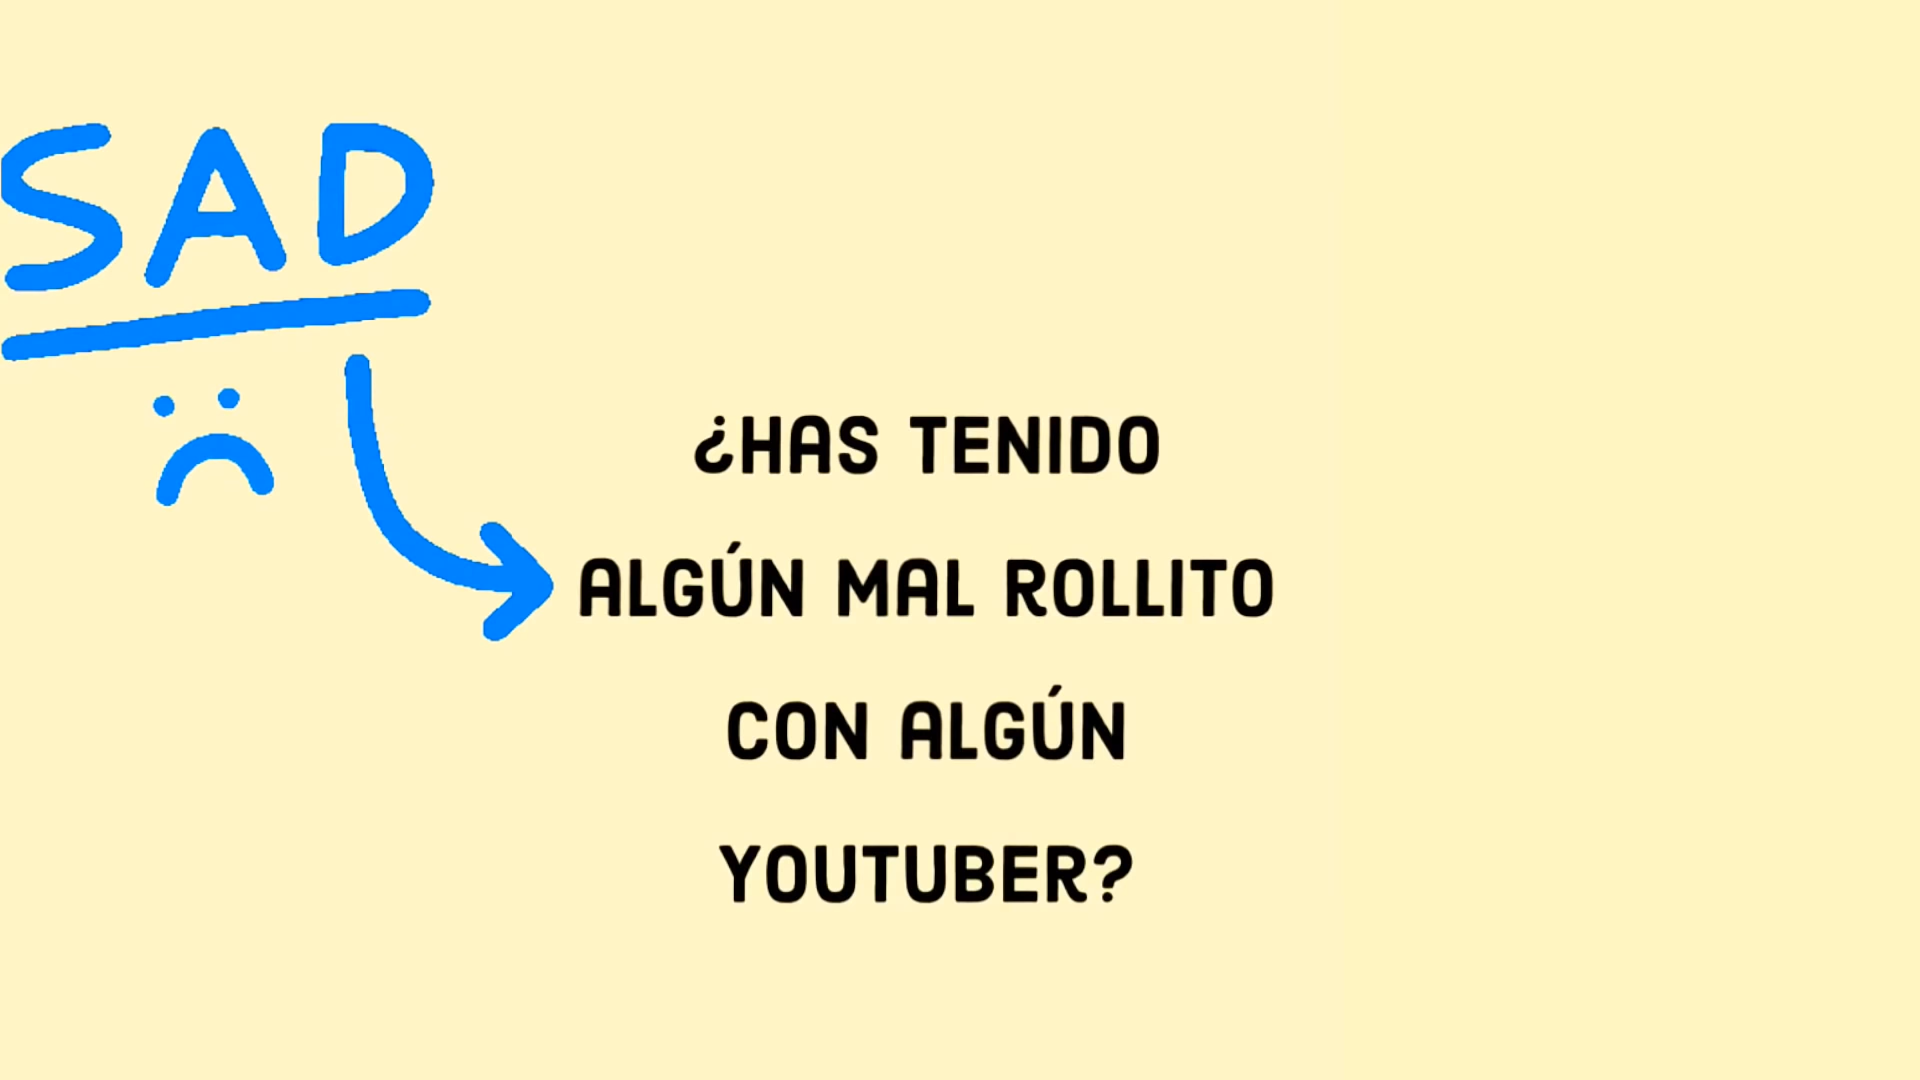 SAD
¿HAS TENIDO
ALGÚN MAL ROLLITO
CON ALGÚN
YOUTUBER?